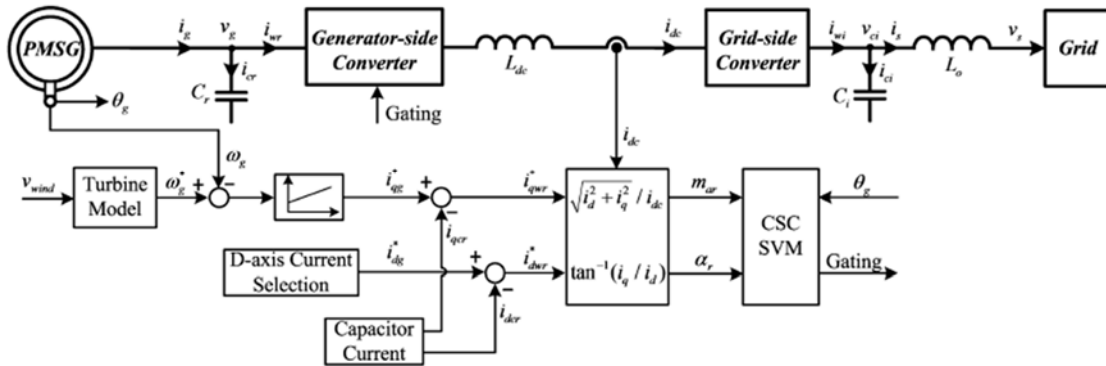 PMSG
i_g
v_g
i_wr
Generator-side
Converter
L_dc
i_dc
Grid-side
Converter
i_wi
v_ci
i_s
v_s
Grid
i_cr
C_r
θ_g
Gating
i_ci
C_i
L_o
i_dc
ω_g
v_wind
Turbine
Model
ω_g^*
+
−
i_qg^*
+
−
i_qwr^*
√(i_d^2 + i_q^2) / i_dc
m_ar
CSC
SVM
θ_g
i_qcr
D-axis Current
Selection
i_dg^*
+
−
i_dwr^*
tan^−1(i_q / i_d)
α_r
Gating
i_dcr
Capacitor
Current